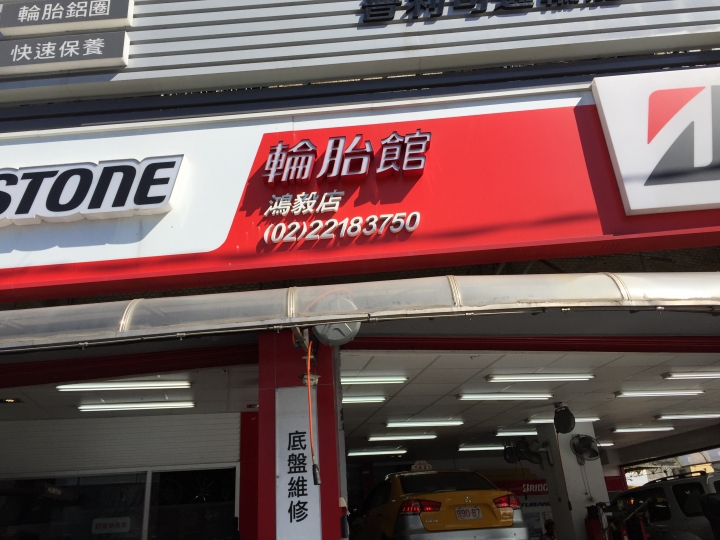 輪胎鋁圈
快速保養
STONE
輪胎館
鴻毅店
(02)22183750
底盤維修
BRIDG